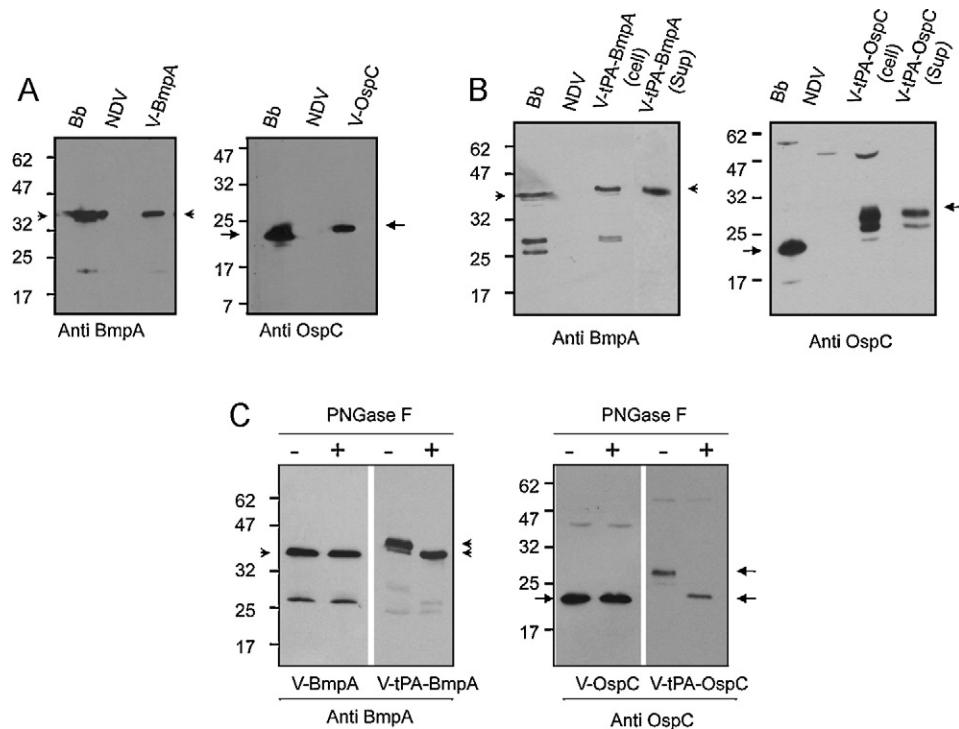 A
Bb
NDV
V-BmpA
62
47
32
25
17
Anti BmpA
Bb
NDV
V-OspC
47
32
25
17
7
Anti OspC
B
Bb
NDV
V-tPA-BmpA
(cell)
V-tPA-BmpA
(Sup)
62
47
32
25
17
Anti BmpA
Bb
NDV
V-tPA-OspC
(cell)
V-tPA-OspC
(Sup)
62
47
32
25
17
Anti OspC
C
PNGase F
- + - +
62
47
32
25
17
V-BmpA V-tPA-BmpA
Anti BmpA
PNGase F
- + - +
62
47
32
25
17
V-OspC V-tPA-OspC
Anti OspC